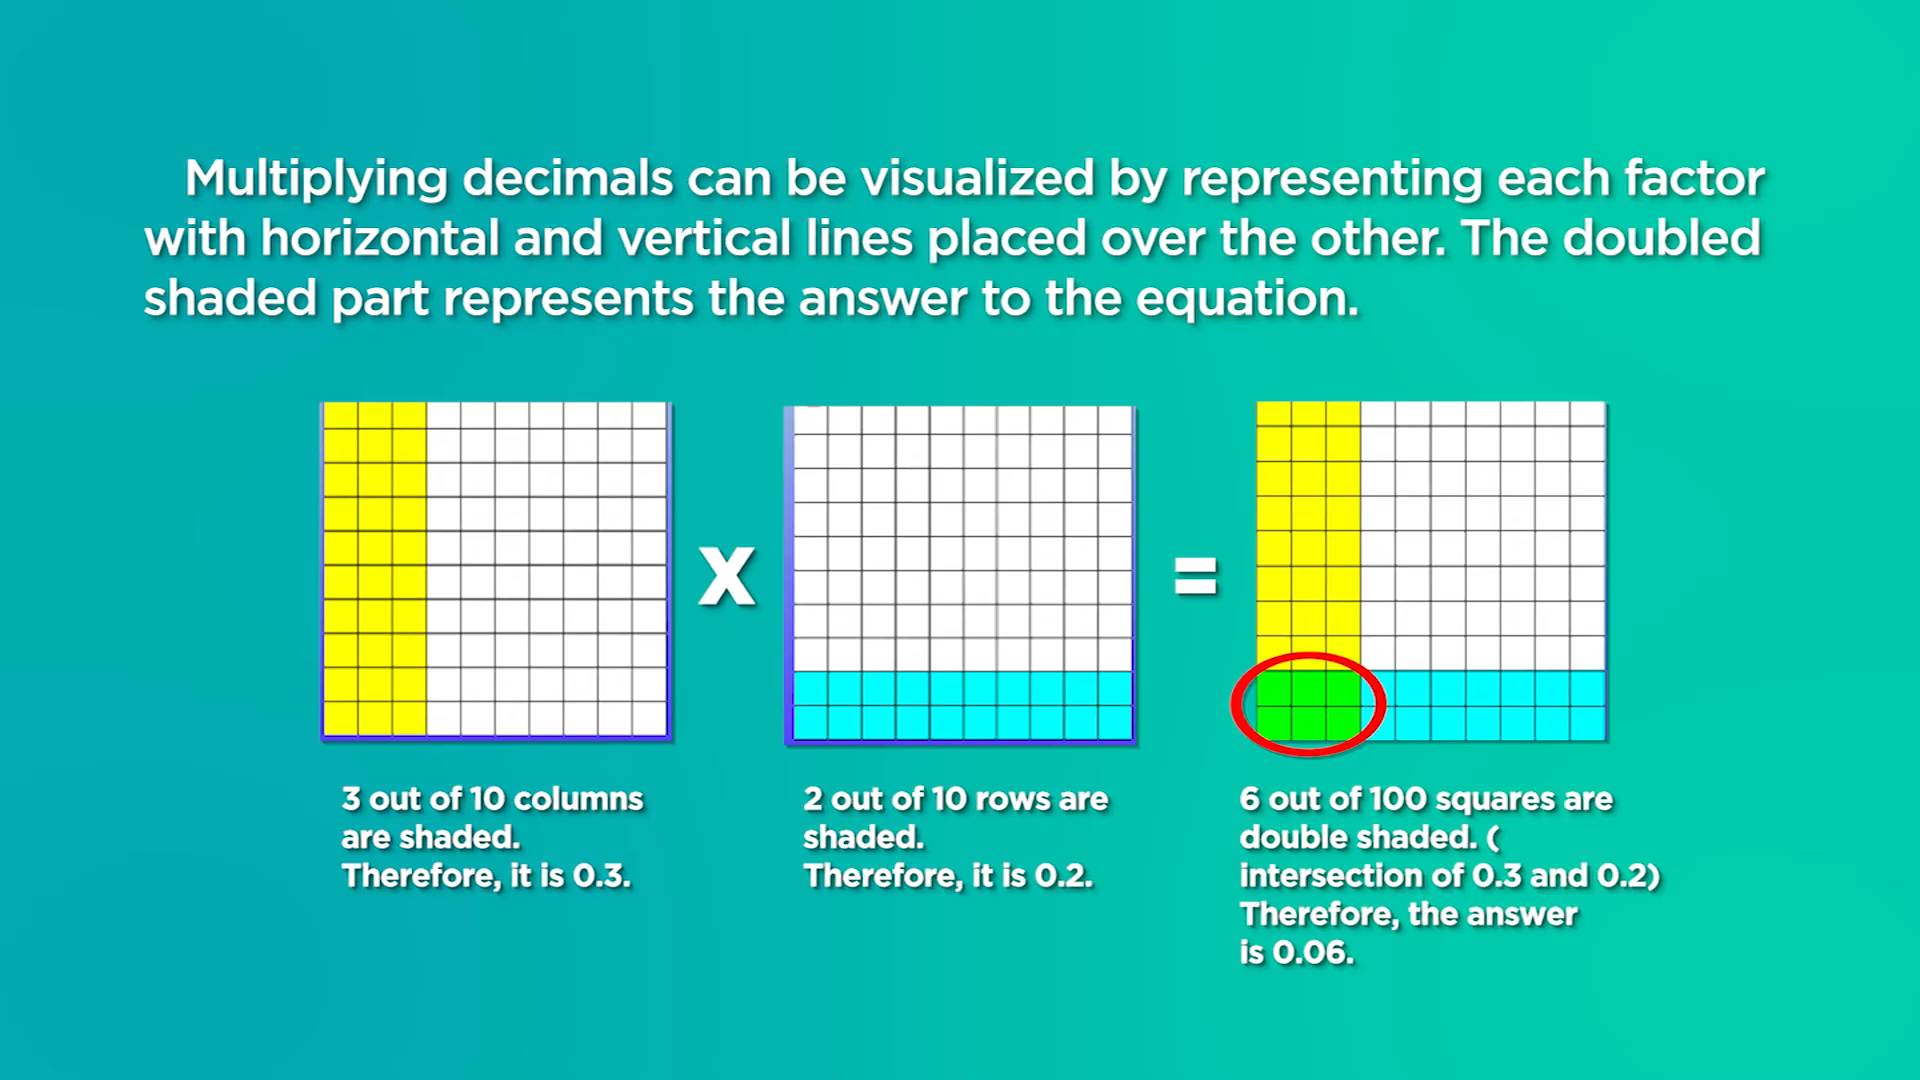 Multiplying decimals can be visualized by representing each factor
with horizontal and vertical lines placed over the other. The doubled
shaded part represents the answer to the equation.
x
=
3 out of 10 columns
are shaded.
Therefore, it is 0.3.
2 out of 10 rows are
shaded.
Therefore, it is 0.2.
6 out of 100 squares are
double shaded. (
intersection of 0.3 and 0.2)
Therefore, the answer
is 0.06.